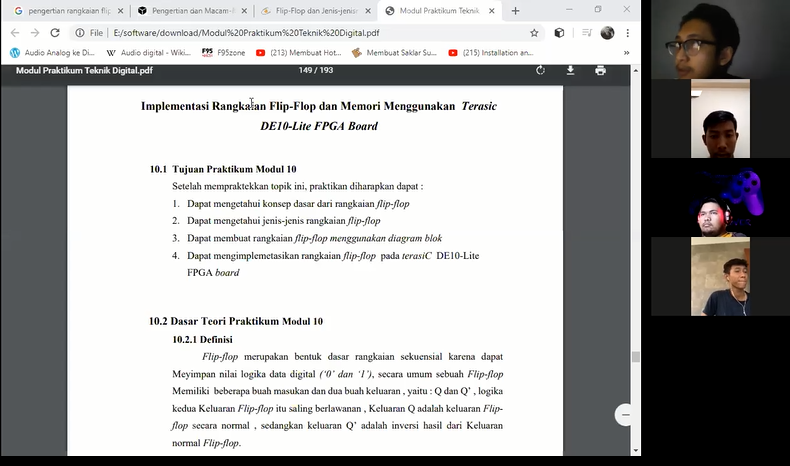 pengertian rangkaian flip
Pengertian dan Macam-
Flip-Flop dan Jenis-jenis
Modul Praktikum Teknik
File | E:/software/download/Modul%20Praktikum%20Teknik%20Digital.pdf
Audio Analog ke Di...
Audio digital - Wiki...
F95 F95zone
(213) Membuat Hot...
Membuat Saklar Su...
(215) Installation an...
Modul Praktikum Teknik Digital.pdf
149 / 193
Implementasi Rangkaian Flip-Flop dan Memori Menggunakan Terasic
DE10-Lite FPGA Board
10.1 Tujuan Praktikum Modul 10
Setelah mempraktekkan topik ini, praktikan diharapkan dapat :
1. Dapat mengetahui konsep dasar dari rangkaian flip-flop
2. Dapat mengetahui jenis-jenis rangkaian flip-flop
3. Dapat membuat rangkaian flip-flop menggunakan diagram blok
4. Dapat mengimplemetasikan rangkaian flip-flop pada terasiC DE10-Lite
FPGA board
10.2 Dasar Teori Praktikum Modul 10
10.2.1 Definisi
Flip-flop merupakan bentuk dasar rangkaian sekuensial karena dapat
Meyimpan nilai logika data digital ('0' dan '1'), secara umum sebuah Flip-flop
Memiliki beberapa buah masukan dan dua buah keluaran , yaitu : Q dan Q' , logika
kedua Keluaran Flip-flop itu saling berlawanan , Keluaran Q adalah keluaran Flip-
flop secara normal , sedangkan keluaran Q' adalah inversi hasil dari Keluaran
normal Flip-flop.